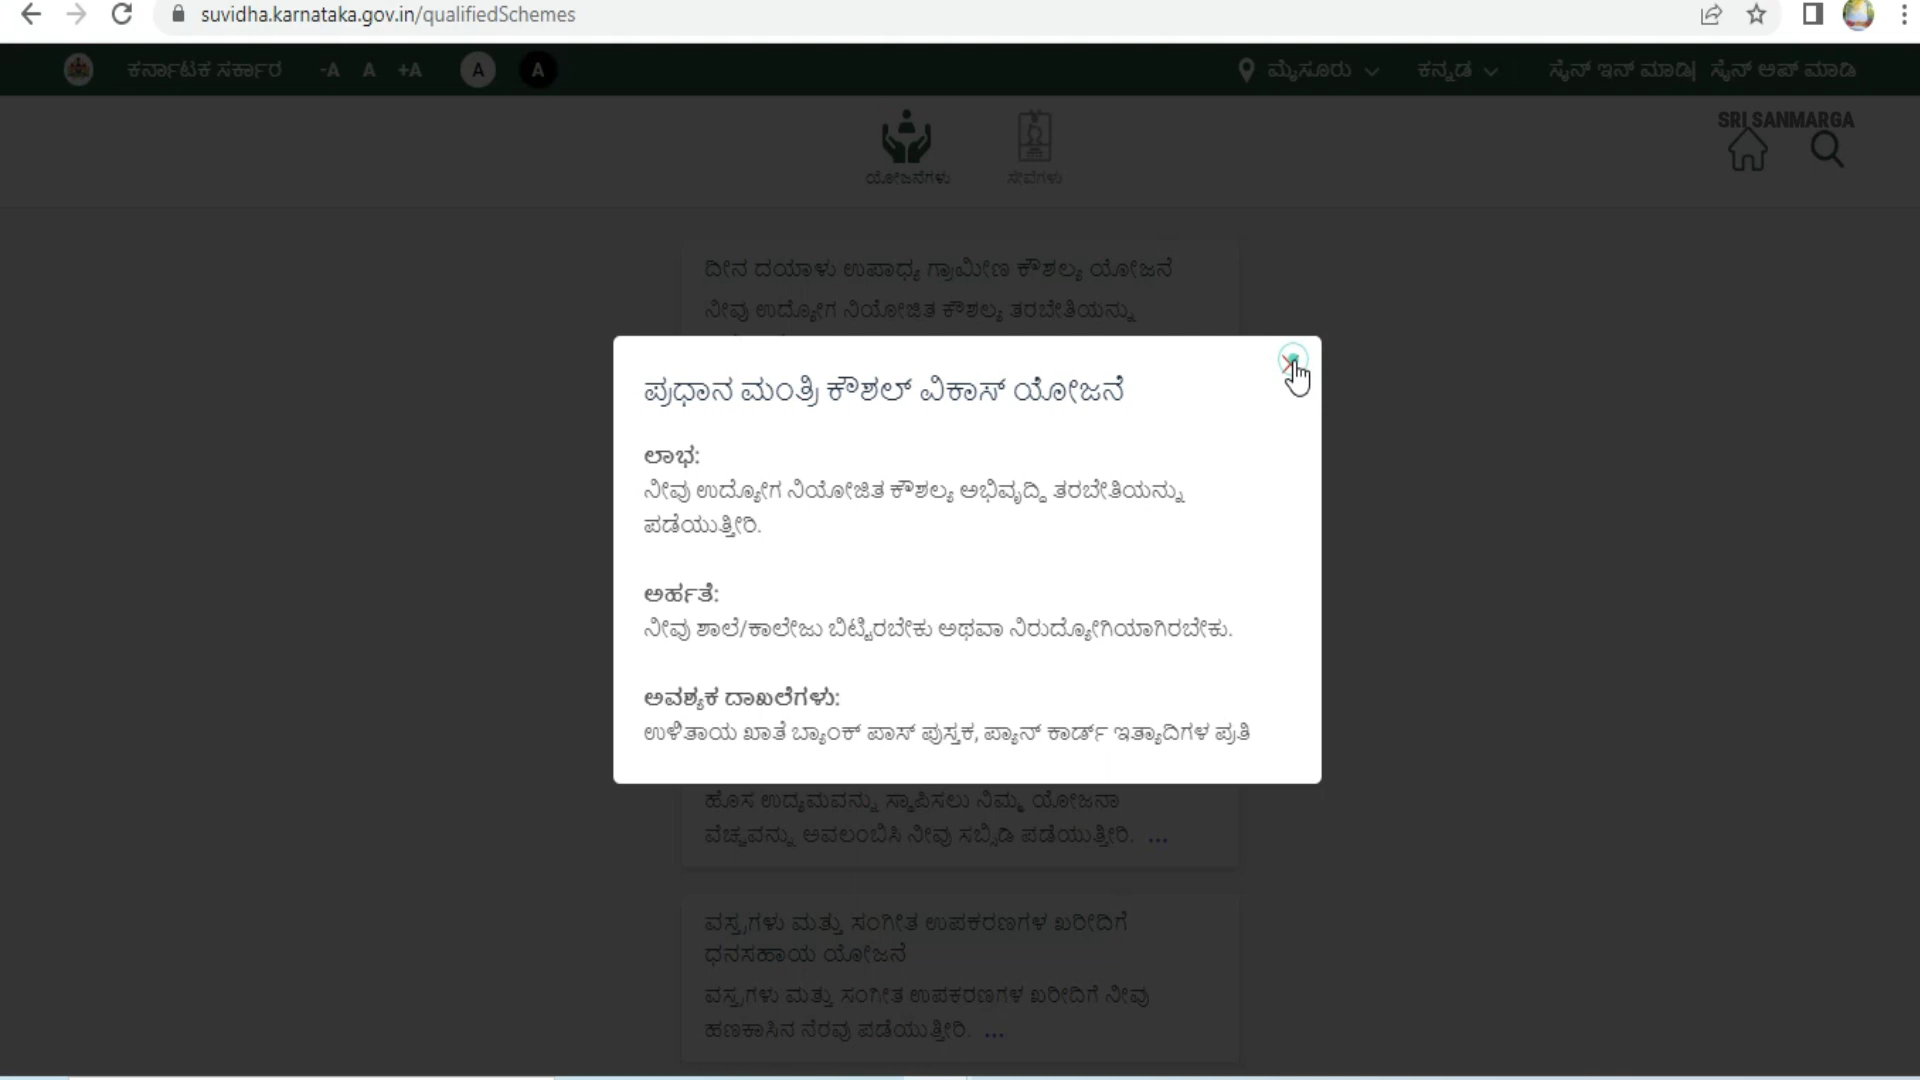 suvidha.karnataka.gov.in/qualifiedSchemes
ಕರ್ನಾಟಕ ಸರ್ಕಾರ -A A +A A A ಮೈಸೂರು ಕನ್ನಡ ಸೈನ್ ಇನ್ ಮಾಡಿ| ಸೈನ್ ಅಪ್ ಮಾಡಿ
SRI SANMARGA
ಯೋಜನೆಗಳು ಸೇವೆಗಳು
ದೀನ ದಯಾಳು ಉಪಾಧ್ಯ ಗ್ರಾಮೀಣ ಕೌಶಲ್ಯ ಯೋಜನೆ
ನೀವು ಉದ್ಯೋಗ ನಿಯೋಜಿತ ಕೌಶಲ್ಯ ತರಬೇತಿಯನ್ನು
ಪ್ರಧಾನ ಮಂತ್ರಿ ಕೌಶಲ್ ವಿಕಾಸ್ ಯೋಜನೆ
ಲಾಭ:
ನೀವು ಉದ್ಯೋಗ ನಿಯೋಜಿತ ಕೌಶಲ್ಯ ಅಭಿವೃದ್ಧಿ ತರಬೇತಿಯನ್ನು
ಪಡೆಯುತ್ತೀರಿ.
ಅರ್ಹತೆ:
ನೀವು ಶಾಲೆ/ಕಾಲೇಜು ಬಿಟ್ಟಿರಬೇಕು ಅಥವಾ ನಿರುದ್ಯೋಗಿಯಾಗಿರಬೇಕು.
ಅವಶ್ಯಕ ದಾಖಲೆಗಳು:
ಉಳಿತಾಯ ಖಾತೆ ಬ್ಯಾಂಕ್ ಪಾಸ್ ಪುಸ್ತಕ, ಪ್ಯಾನ್ ಕಾರ್ಡ್ ಇತ್ಯಾದಿಗಳ ಪ್ರತಿ
ಹೊಸ ಉದ್ಯಮವನ್ನು ಸ್ಥಾಪಿಸಲು ನಿಮ್ಮ ಯೋಜನಾ
ವೆಚ್ಚವನ್ನು ಅವಲಂಬಿಸಿ ನೀವು ಸಬ್ಸಿಡಿ ಪಡೆಯುತ್ತೀರಿ. ...
ವಸ್ತ್ರಗಳು ಮತ್ತು ಸಂಗೀತ ಉಪಕರಣಗಳ ಖರೀದಿಗೆ
ಧನಸಹಾಯ ಯೋಜನೆ
ವಸ್ತ್ರಗಳು ಮತ್ತು ಸಂಗೀತ ಉಪಕರಣಗಳ ಖರೀದಿಗೆ ನೀವು
ಹಣಕಾಸಿನ ನೆರವು ಪಡೆಯುತ್ತೀರಿ. ...